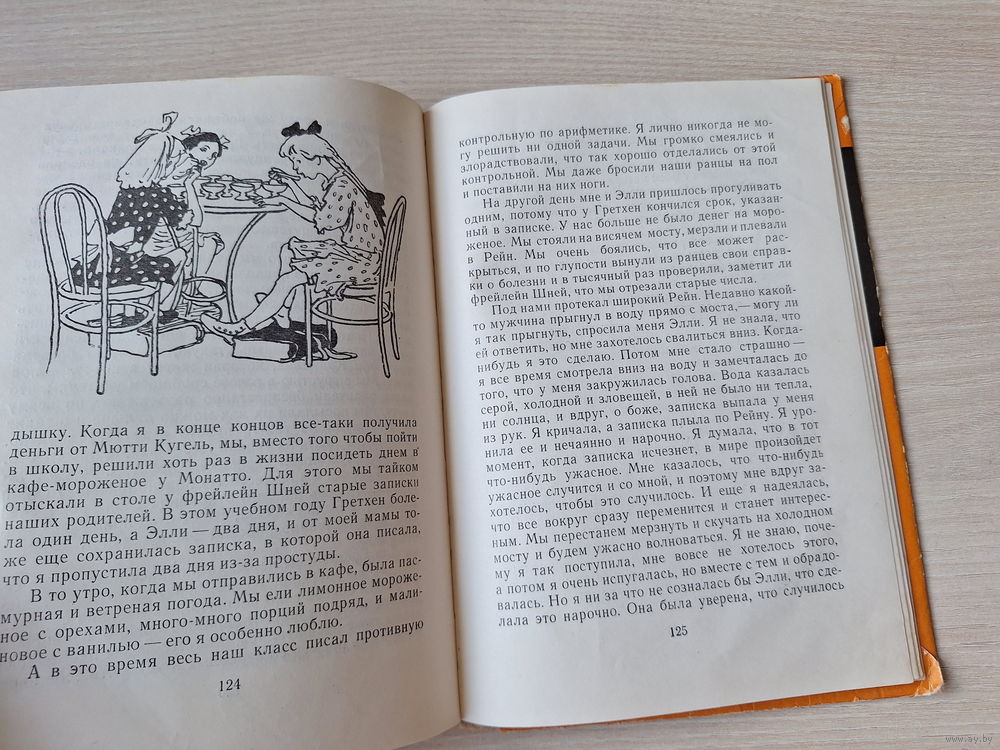 дышку. Когда я в конце концов все-таки получила
деньги от Мютти Кугель, мы, вместо того чтобы пойти
в школу, решили хоть раз в жизни посидеть днем в
кафе-мороженое у Монатто. Для этого мы тайком
отыскали в столе у фрейлейн Шней старые записки
наших родителей. В этом учебном году Гретхен боле-
ла один день, а Элли — два дня, и от моей мамы то-
же еще сохранилась записка, в которой она писала,
что я пропустила два дня из-за простуды.
В то утро, когда мы отправились в кафе, была пас-
мурная и ветреная погода. Мы ели лимонное мороже-
ное с орехами, много-много порций подряд, и мали-
новое с ванилью — его я особенно люблю.
А в это время весь наш класс писал противную
124
контрольную по арифметике. Я лично никогда не мо-
гу решить ни одной задачи. Мы громко смеялись и
злорадствовали, что так хорошо отделались от этой
контрольной. Мы даже бросили наши ранцы на пол
и поставили на них ноги.
На другой день мне и Элли пришлось прогуливать
одним, потому что у Гретхен кончился срок, указан-
ный в записке. У нас больше не было денег на моро-
женое. Мы стояли на висячем мосту, мерзли и плевали
в Рейн. Мы очень боялись, что все может рас-
крыться, и по глупости вынули из ранцев свои справ-
ки о болезни и в тысячный раз проверили, заметит ли
фрейлейн Шней, что мы отрезали старые числа.
Под нами протекал широкий Рейн. Недавно какой-
то мужчина прыгнул в воду прямо с моста,— могу ли
я так прыгнуть, спросила меня Элли. Я не знала, что
ей ответить, но мне захотелось свалиться вниз. Когда-
нибудь я это сделаю. Потом мне стало страшно —
я все время смотрела вниз на воду и замечталась до
того, что у меня закружилась голова. Вода казалась
серой, холодной и зловещей, в ней не было ни тепла,
ни солнца, и вдруг, о боже, записка выпала у меня
из рук. Я кричала, а записка плыла по Рейну. Я уро-
нила ее и нечаянно и нарочно. Я думала, что в тот
момент, когда записка исчезнет, в мире произойдет
что-нибудь ужасное. Мне казалось, что что-нибудь
ужасное случится и со мной, и поэтому мне вдруг за-
хотелось, чтобы это случилось. И еще я надеялась,
что все вокруг сразу переменится и станет интерес-
ным. Мы перестанем мерзнуть и скучать на холодном
мосту и будем ужасно волноваться. Я не знаю, поче-
му я так поступила, мне вовсе не хотелось этого,
а потом я очень испугалась, но вместе с тем и обрадо-
валась. Но я ни за что не созналась бы Элли, что сде-
лала это нарочно. Она была уверена, что случилось
125
www.ay.by